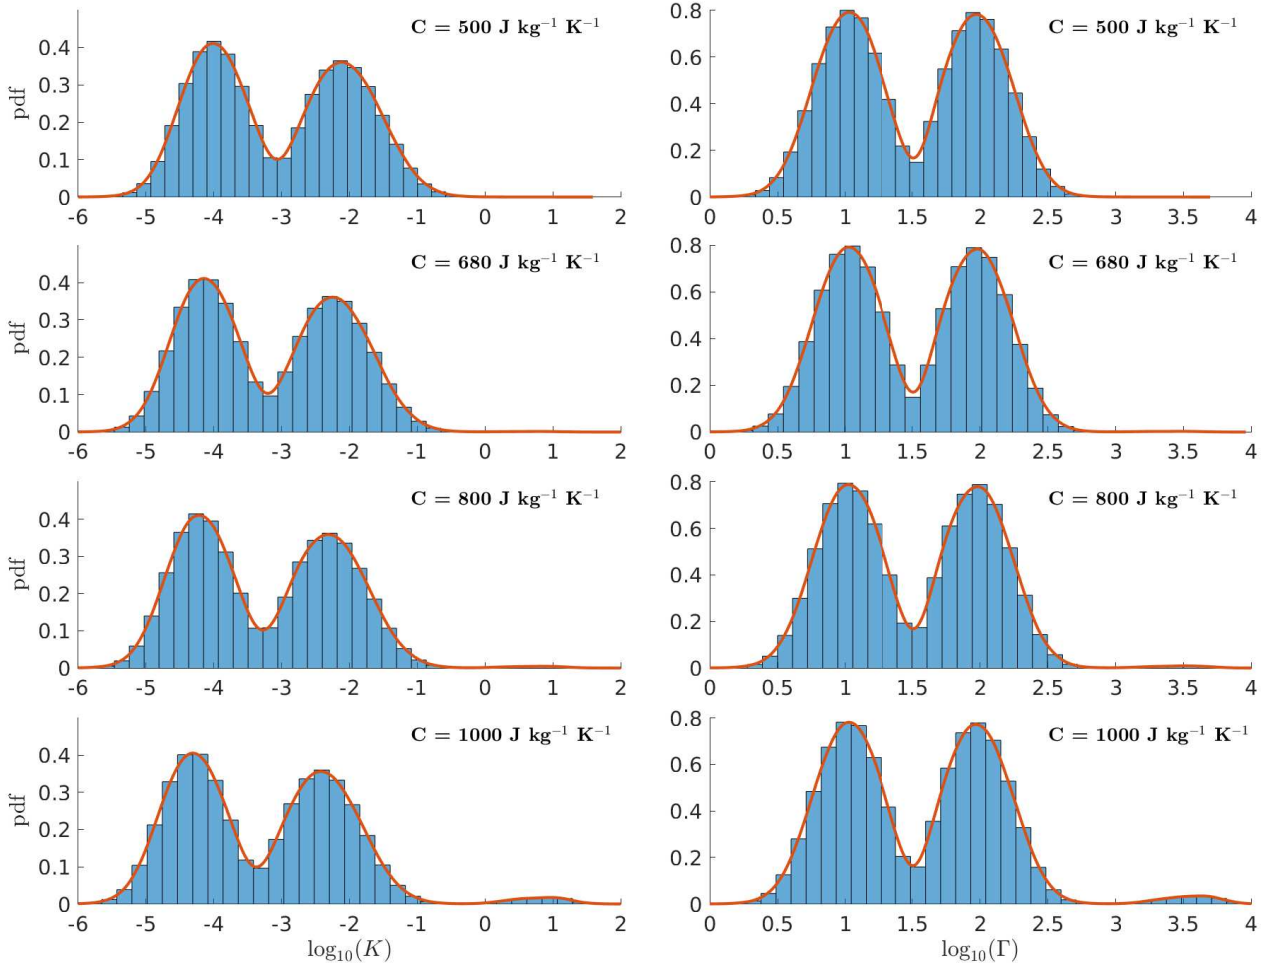 C = 500 J kg⁻¹ K⁻¹
pdf
0.4
0.3
0.2
0.1
0
-6 -5 -4 -3 -2 -1 0 1 2
C = 500 J kg⁻¹ K⁻¹
0.8
0.6
0.4
0.2
0
0 0.5 1 1.5 2 2.5 3 3.5 4
C = 680 J kg⁻¹ K⁻¹
pdf
0.4
0.3
0.2
0.1
0
-6 -5 -4 -3 -2 -1 0 1 2
C = 680 J kg⁻¹ K⁻¹
0.8
0.6
0.4
0.2
0
0 0.5 1 1.5 2 2.5 3 3.5 4
C = 800 J kg⁻¹ K⁻¹
pdf
0.4
0.3
0.2
0.1
0
-6 -5 -4 -3 -2 -1 0 1 2
C = 800 J kg⁻¹ K⁻¹
0.8
0.6
0.4
0.2
0
0 0.5 1 1.5 2 2.5 3 3.5 4
C = 1000 J kg⁻¹ K⁻¹
pdf
0.4
0.3
0.2
0.1
0
-6 -5 -4 -3 -2 -1 0 1 2
log₁₀(K)
C = 1000 J kg⁻¹ K⁻¹
0.8
0.6
0.4
0.2
0
0 0.5 1 1.5 2 2.5 3 3.5 4
log₁₀(Γ)